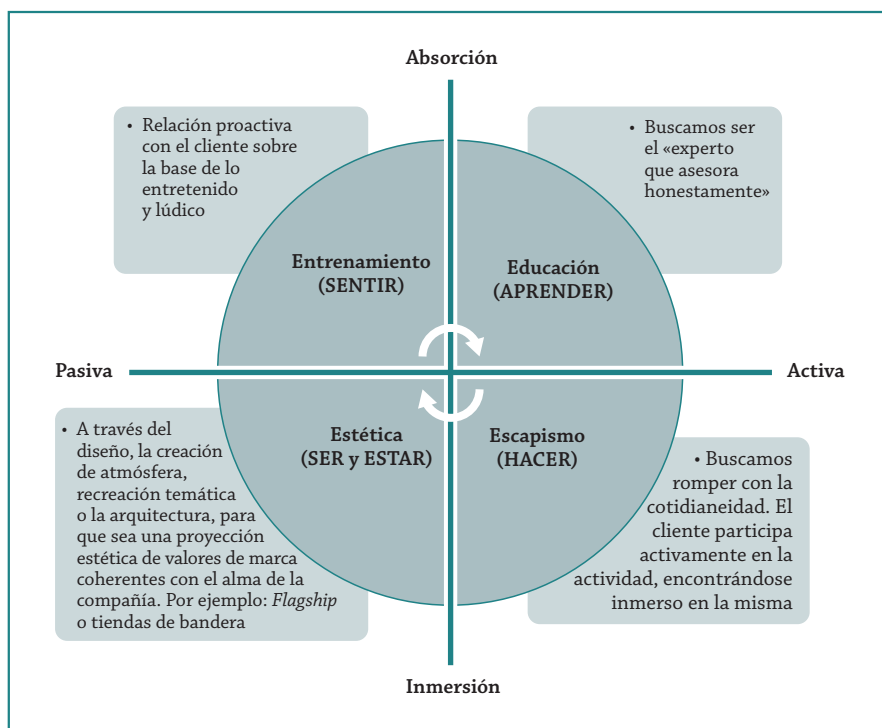 Absorción
• Relación proactiva
con el cliente sobre
la base de lo
entretenido
y lúdico
• Buscamos ser
el «experto
que asesora
honestamente»
Entrenamiento
(SENTIR)
Educación
(APRENDER)
Pasiva
Activa
• A través del
diseño, la creación
de atmósfera,
recreación temática
o la arquitectura, para
que sea una proyección
estética de valores de marca
coherentes con el alma de la
compañía. Por ejemplo: Flagship
o tiendas de bandera
Estética
(SER y ESTAR)
Escapismo
(HACER)
• Buscamos
romper con la
cotidianeidad. El
cliente participa
activamente en la
actividad, encontrándose
inmerso en la misma
Inmersión